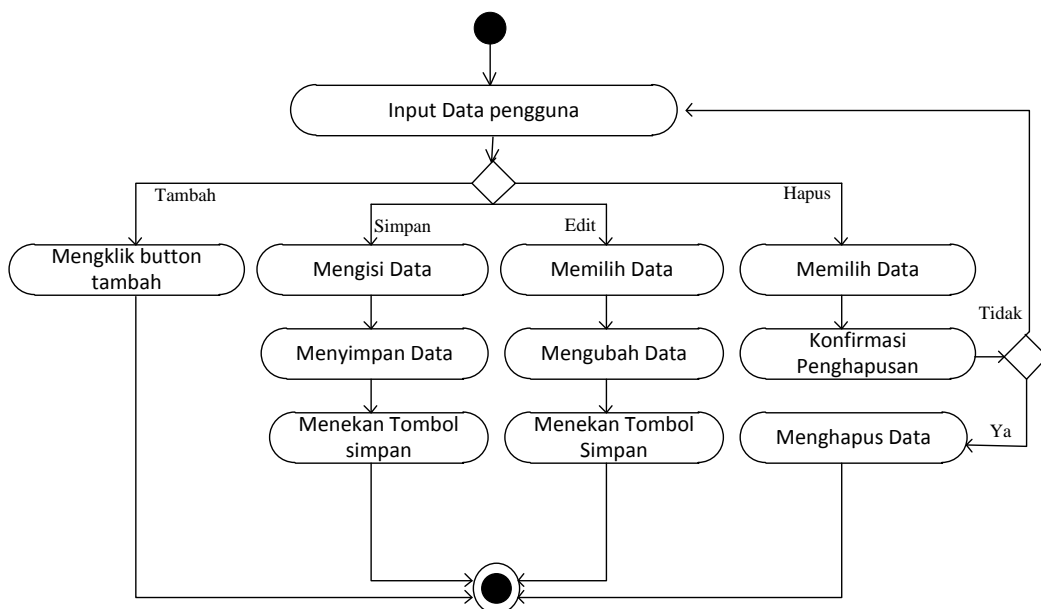 Input Data pengguna
Tambah
Simpan
Edit
Hapus
Mengklik button
tambah
Mengisi Data
Memilih Data
Memilih Data
Tidak
Menyimpan Data
Mengubah Data
Konfirmasi
Penghapusan
Menekan Tombol
simpan
Menekan Tombol
Simpan
Menghapus Data
Ya